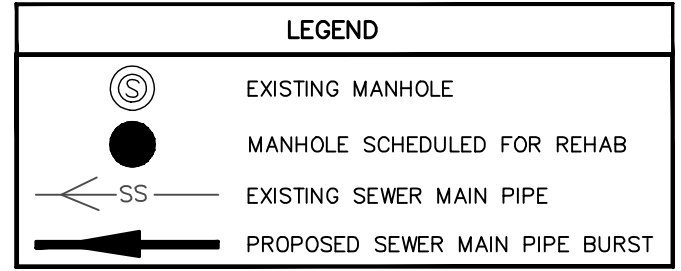 LEGEND
S EXISTING MANHOLE
MANHOLE SCHEDULED FOR REHAB
SS EXISTING SEWER MAIN PIPE
PROPOSED SEWER MAIN PIPE BURST